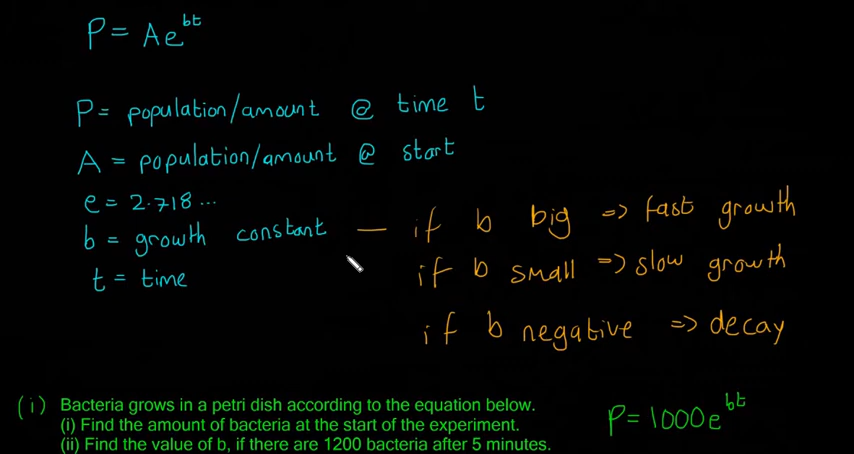 P = Ae^bt
P = population/amount @ time t
A = population/amount @ start
e = 2.718...
b = growth constant — if b big => fast growth
if b small => slow growth
t = time
if b negative => decay
(i) Bacteria grows in a petri dish according to the equation below.
(i) Find the amount of bacteria at the start of the experiment.
(ii) Find the value of b, if there are 1200 bacteria after 5 minutes.
P = 1000e^bt